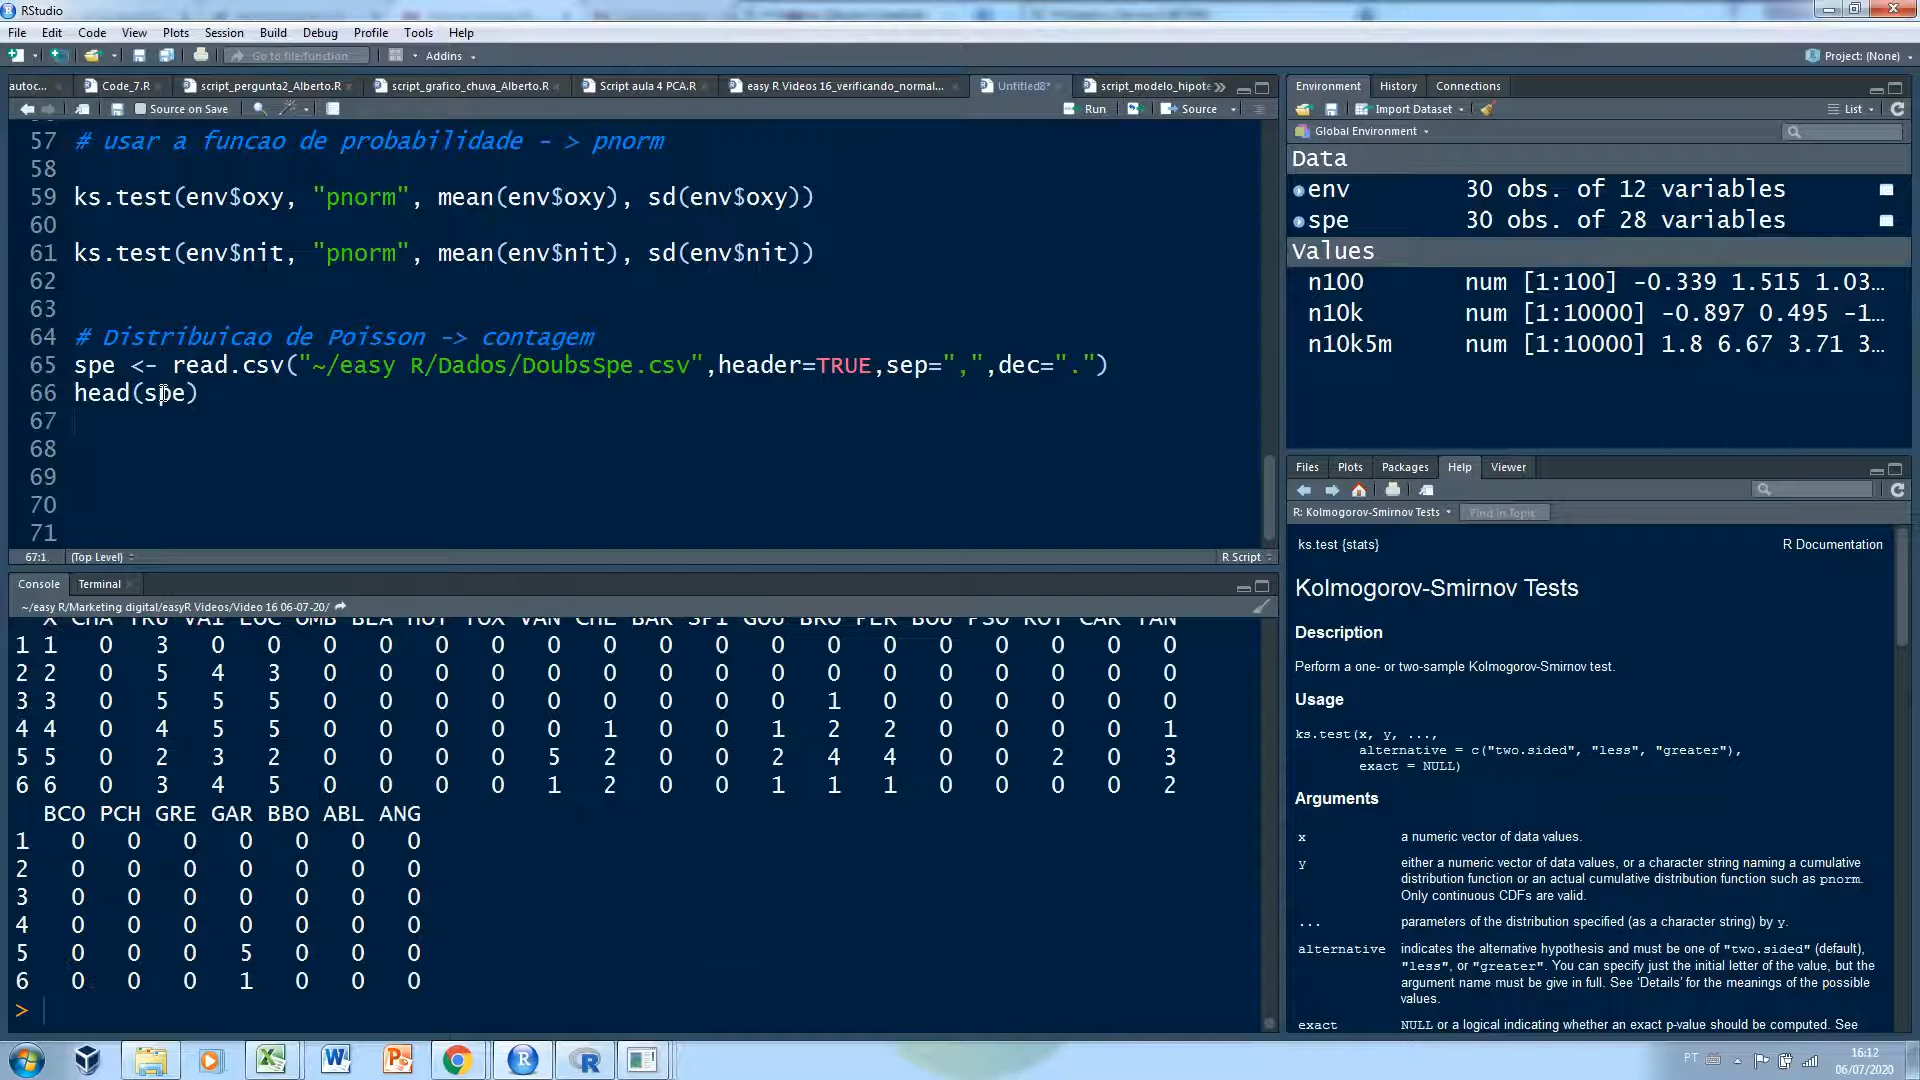 RStudio
File Edit Code View Plots Session Build Debug Profile Tools Help
Go to file/function Addins Project: (None)
autoc... Code_7.R script_pergunta2_Alberto.R script_grafico_chuva_Alberto.R Script aula 4 PCA.R easy R Videos 16_verificando_normal... Untitled8* script_modelo_hipote
Source on Save Run Source
57 # usar a funcao de probabilidade - > pnorm
58
59 ks.test(env$oxy, "pnorm", mean(env$oxy), sd(env$oxy))
60
61 ks.test(env$nit, "pnorm", mean(env$nit), sd(env$nit))
62
63
64 # Distribuicao de Poisson -> contagem
65 spe <- read.csv("~/easy R/Dados/DoubsSpe.csv",header=TRUE,sep=",",dec=".")
66 head(spe)
67
68
69
70
71
67:1 (Top Level) R Script
Console Terminal
~/easy R/Marketing digital/easyR Videos/Video 16 06-07-20/
X CHA TRU VAI LOC OMB BLA HOT TOX VAN CHE BAR SPI GOU BRO PER BOU PSO ROT CAR TAN
1 1 0 3 0 0 0 0 0 0 0 0 0 0 0 0 0 0 0 0 0 0
2 2 0 5 4 3 0 0 0 0 0 0 0 0 0 0 0 0 0 0 0 0
3 3 0 5 5 5 0 0 0 0 0 0 0 0 0 1 0 0 0 0 0 0
4 4 0 4 5 5 0 0 0 0 0 1 0 0 1 2 2 0 0 0 0 1
5 5 0 2 3 2 0 0 0 0 5 2 0 0 2 4 4 0 0 2 0 3
6 6 0 3 4 5 0 0 0 0 1 2 0 0 1 1 1 0 0 0 0 2
BCO PCH GRE GAR BBO ABL ANG
1 0 0 0 0 0 0 0
2 0 0 0 0 0 0 0
3 0 0 0 0 0 0 0
4 0 0 0 0 0 0 0
5 0 0 0 5 0 0 0
6 0 0 0 1 0 0 0
>
Environment History Connections
Import Dataset List
Global Environment
Data
env 30 obs. of 12 variables
spe 30 obs. of 28 variables
Values
n100 num [1:100] -0.339 1.515 1.03…
n10k num [1:10000] -0.897 0.495 -1…
n10k5m num [1:10000] 1.8 6.67 3.71 3…
Files Plots Packages Help Viewer
R: Kolmogorov-Smirnov Tests Find in Topic
ks.test {stats} R Documentation
Kolmogorov-Smirnov Tests
Description
Perform a one- or two-sample Kolmogorov-Smirnov test.
Usage
ks.test(x, y, ...,
alternative = c("two.sided", "less", "greater"),
exact = NULL)
Arguments
x a numeric vector of data values.
y either a numeric vector of data values, or a character string naming a cumulative
distribution function or an actual cumulative distribution function such as pnorm.
Only continuous CDFs are valid.
... parameters of the distribution specified (as a character string) by y.
alternative indicates the alternative hypothesis and must be one of "two.sided" (default),
"less", or "greater". You can specify just the initial letter of the value, but the
argument name must be give in full. See ‘Details’ for the meanings of the possible
values.
exact NULL or a logical indicating whether an exact p-value should be computed. See
PT 16:12
06/07/2020